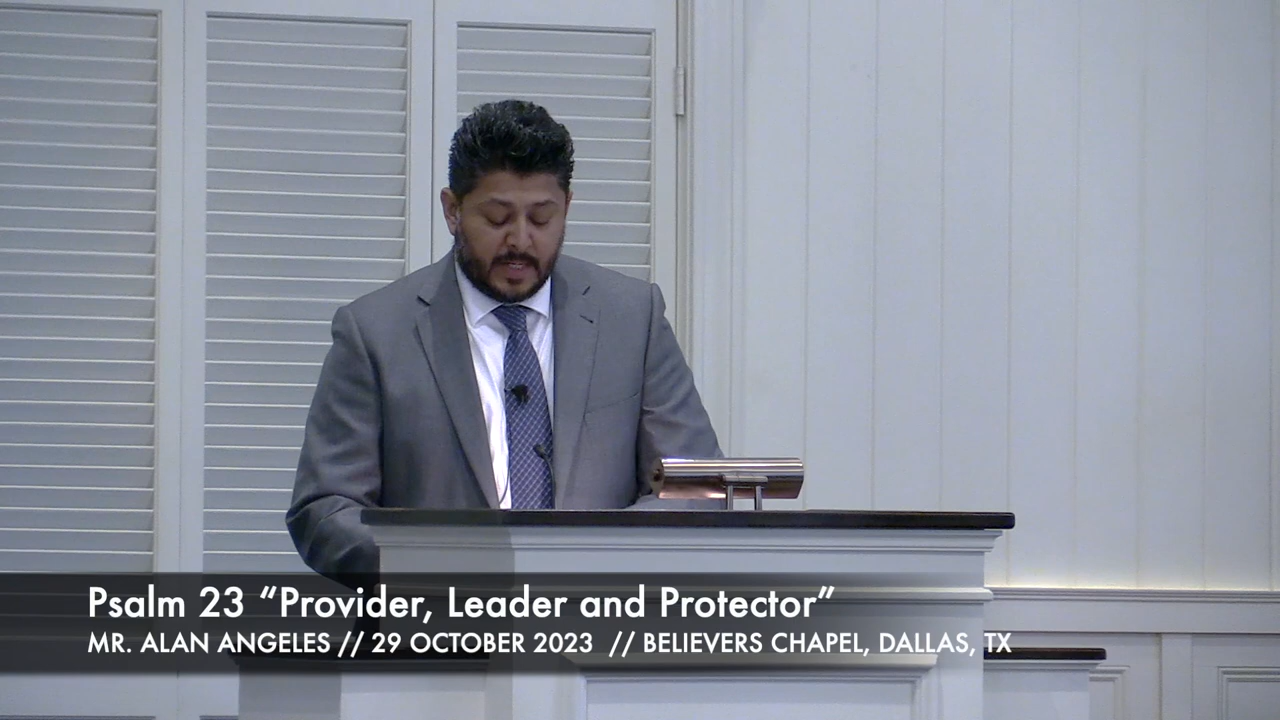 Psalm 23 “Provider, Leader and Protector”
MR. ALAN ANGELES // 29 OCTOBER 2023 // BELIEVERS CHAPEL, DALLAS, TX